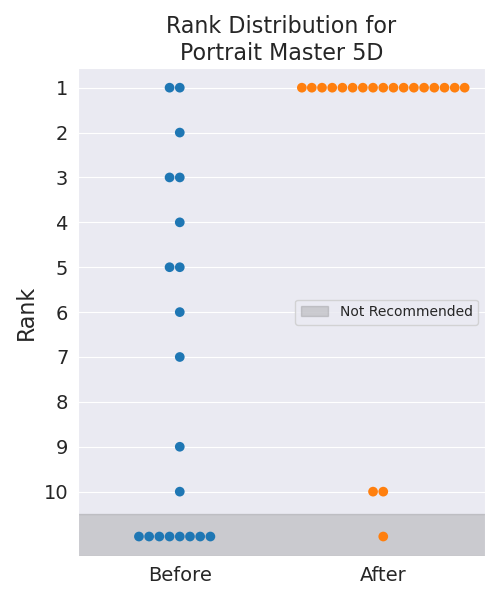 Rank Distribution for
Portrait Master 5D
1
2
3
4
5
6
7
8
9
10
Rank
Not Recommended
Before
After